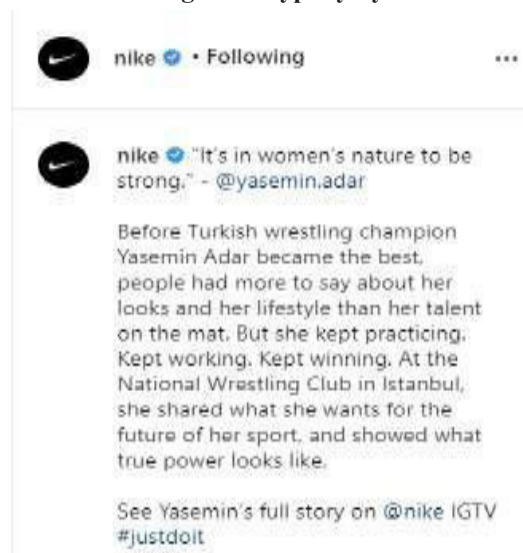 nike • Following
nike "It's in women's nature to be
strong." - @yasemin.adar
Before Turkish wrestling champion
Yasemin Adar became the best,
people had more to say about her
looks and her lifestyle than her talent
on the mat. But she kept practicing.
Kept working. Kept winning. At the
National Wrestling Club in Istanbul,
she shared what she wants for the
future of her sport, and showed what
true power looks like.
See Yasemin's full story on @nike IGTV
#justdoit